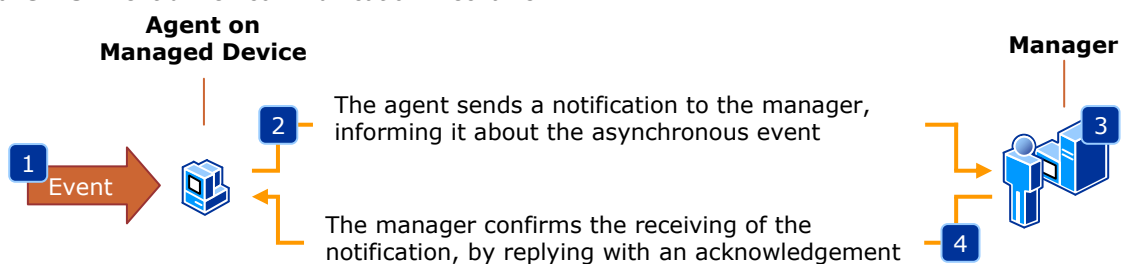 Agent on
Managed Device
Manager
1
Event
2
The agent sends a notification to the manager,
informing it about the asynchronous event
3
The manager confirms the receiving of the
notification, by replying with an acknowledgement
4